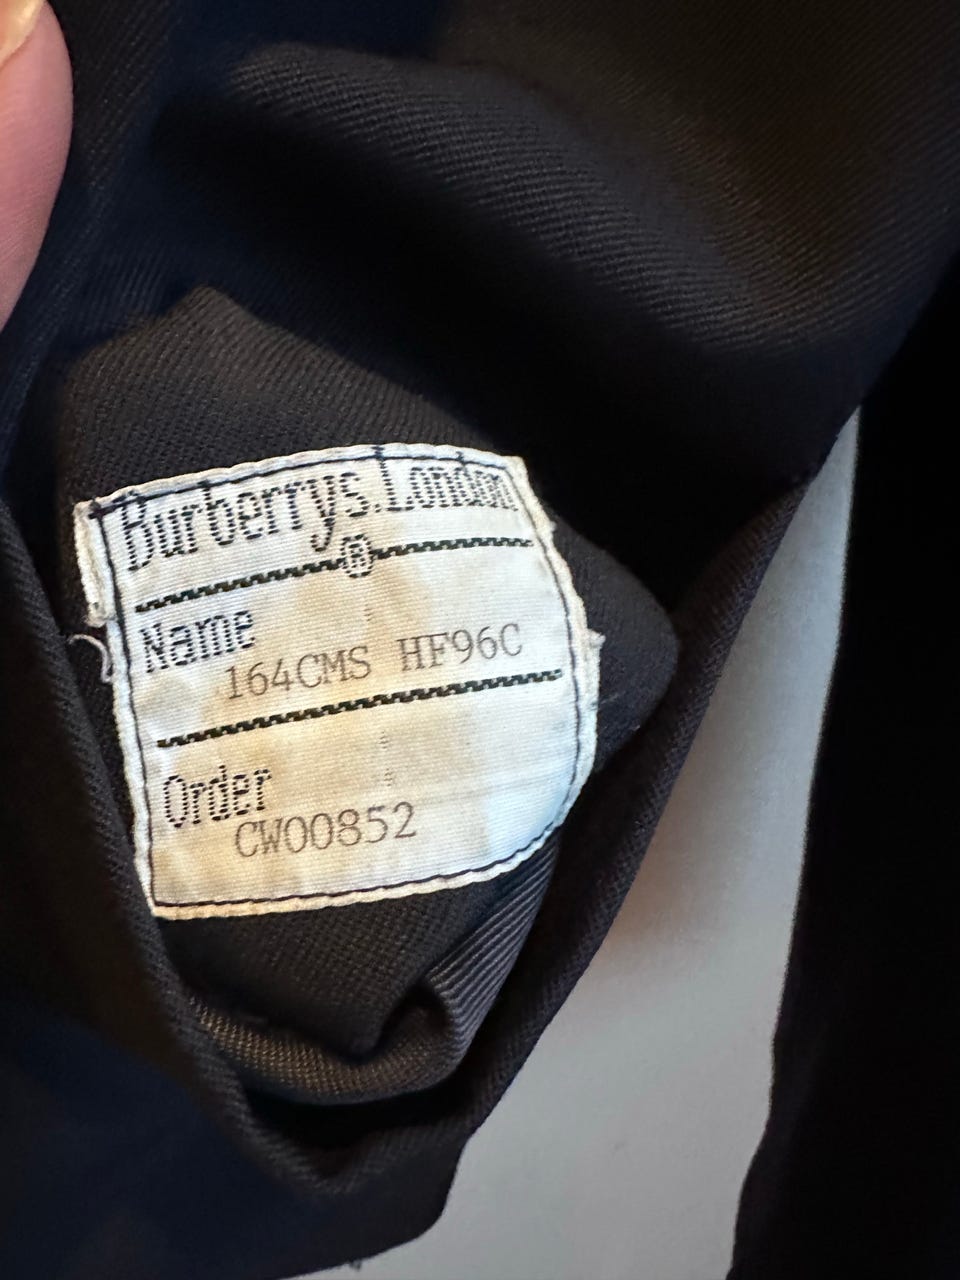 Burberrys.London
®
Name
164CMS HF96C
Order
CW00852